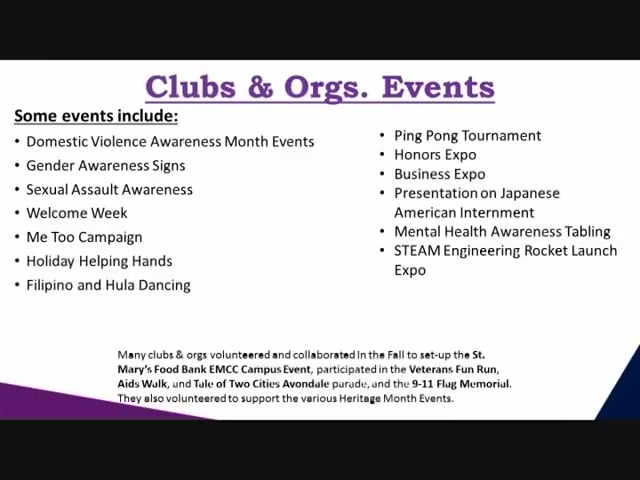 Clubs & Orgs. Events
Some events include:
• Domestic Violence Awareness Month Events
• Gender Awareness Signs
• Sexual Assault Awareness
• Welcome Week
• Me Too Campaign
• Holiday Helping Hands
• Filipino and Hula Dancing
• Ping Pong Tournament
• Honors Expo
• Business Expo
• Presentation on Japanese
American Internment
• Mental Health Awareness Tabling
• STEAM Engineering Rocket Launch
Expo
Many clubs & orgs volunteered and collaborated in the Fall to set-up the St.
Mary's Food Bank EMCC Campus Event, participated in the Veterans Fun Run,
Aids Walk, and Tale of Two Cities Avondale parade, and the 9-11 Flag Memorial.
They also volunteered to support the various Heritage Month Events.